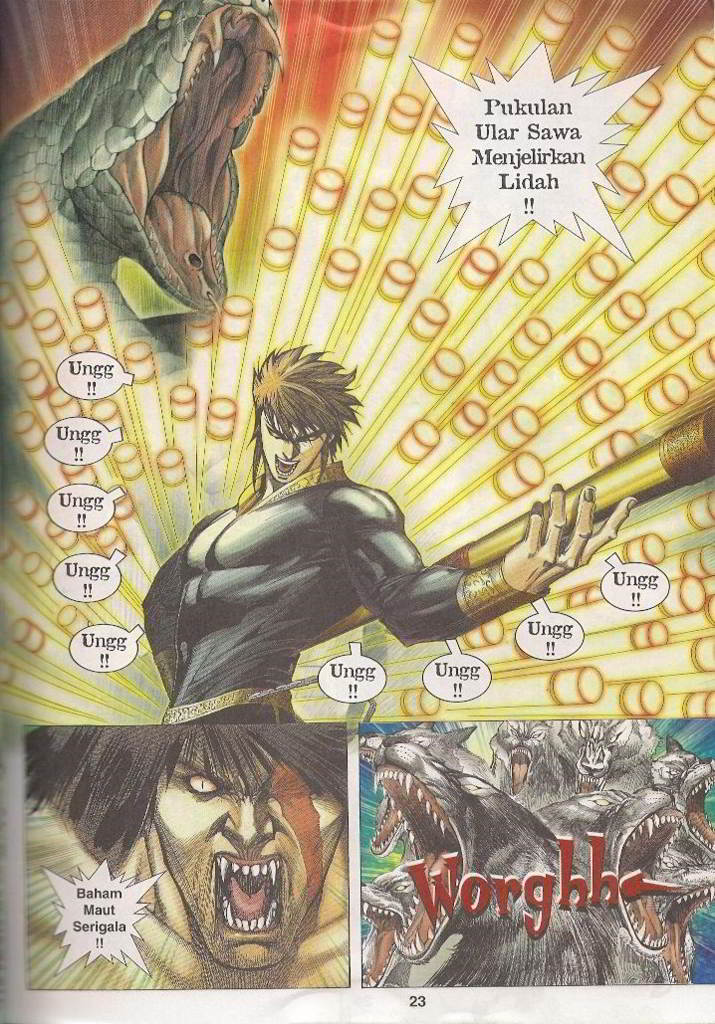 Pukulan
Ular Sawa
Menjelirkan
Lidah
!!
Ungg
!!
Ungg
!!
Ungg
!!
Ungg
!!
Ungg
!!
Ungg
!!
Ungg
!!
Ungg
!!
Ungg
!!
Baham
Maut
Serigala
!!
Worghh
23